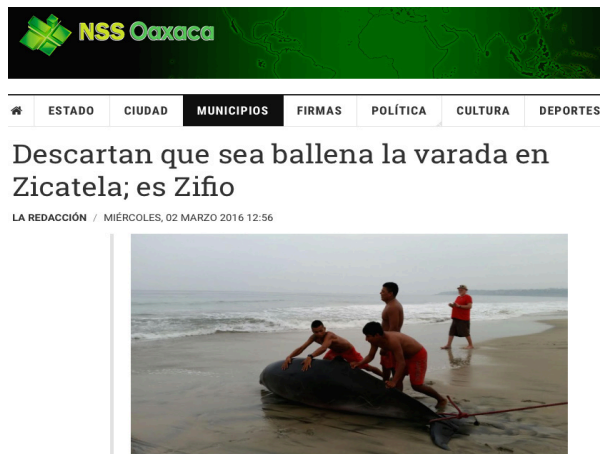 NSS Oaxaca
ESTADO CIUDAD MUNICIPIOS FIRMAS POLÍTICA CULTURA DEPORTES
Descartan que sea ballena la varada en
Zicatela; es Zifio
LA REDACCIÓN / MIÉRCOLES, 02 MARZO 2016 12:56